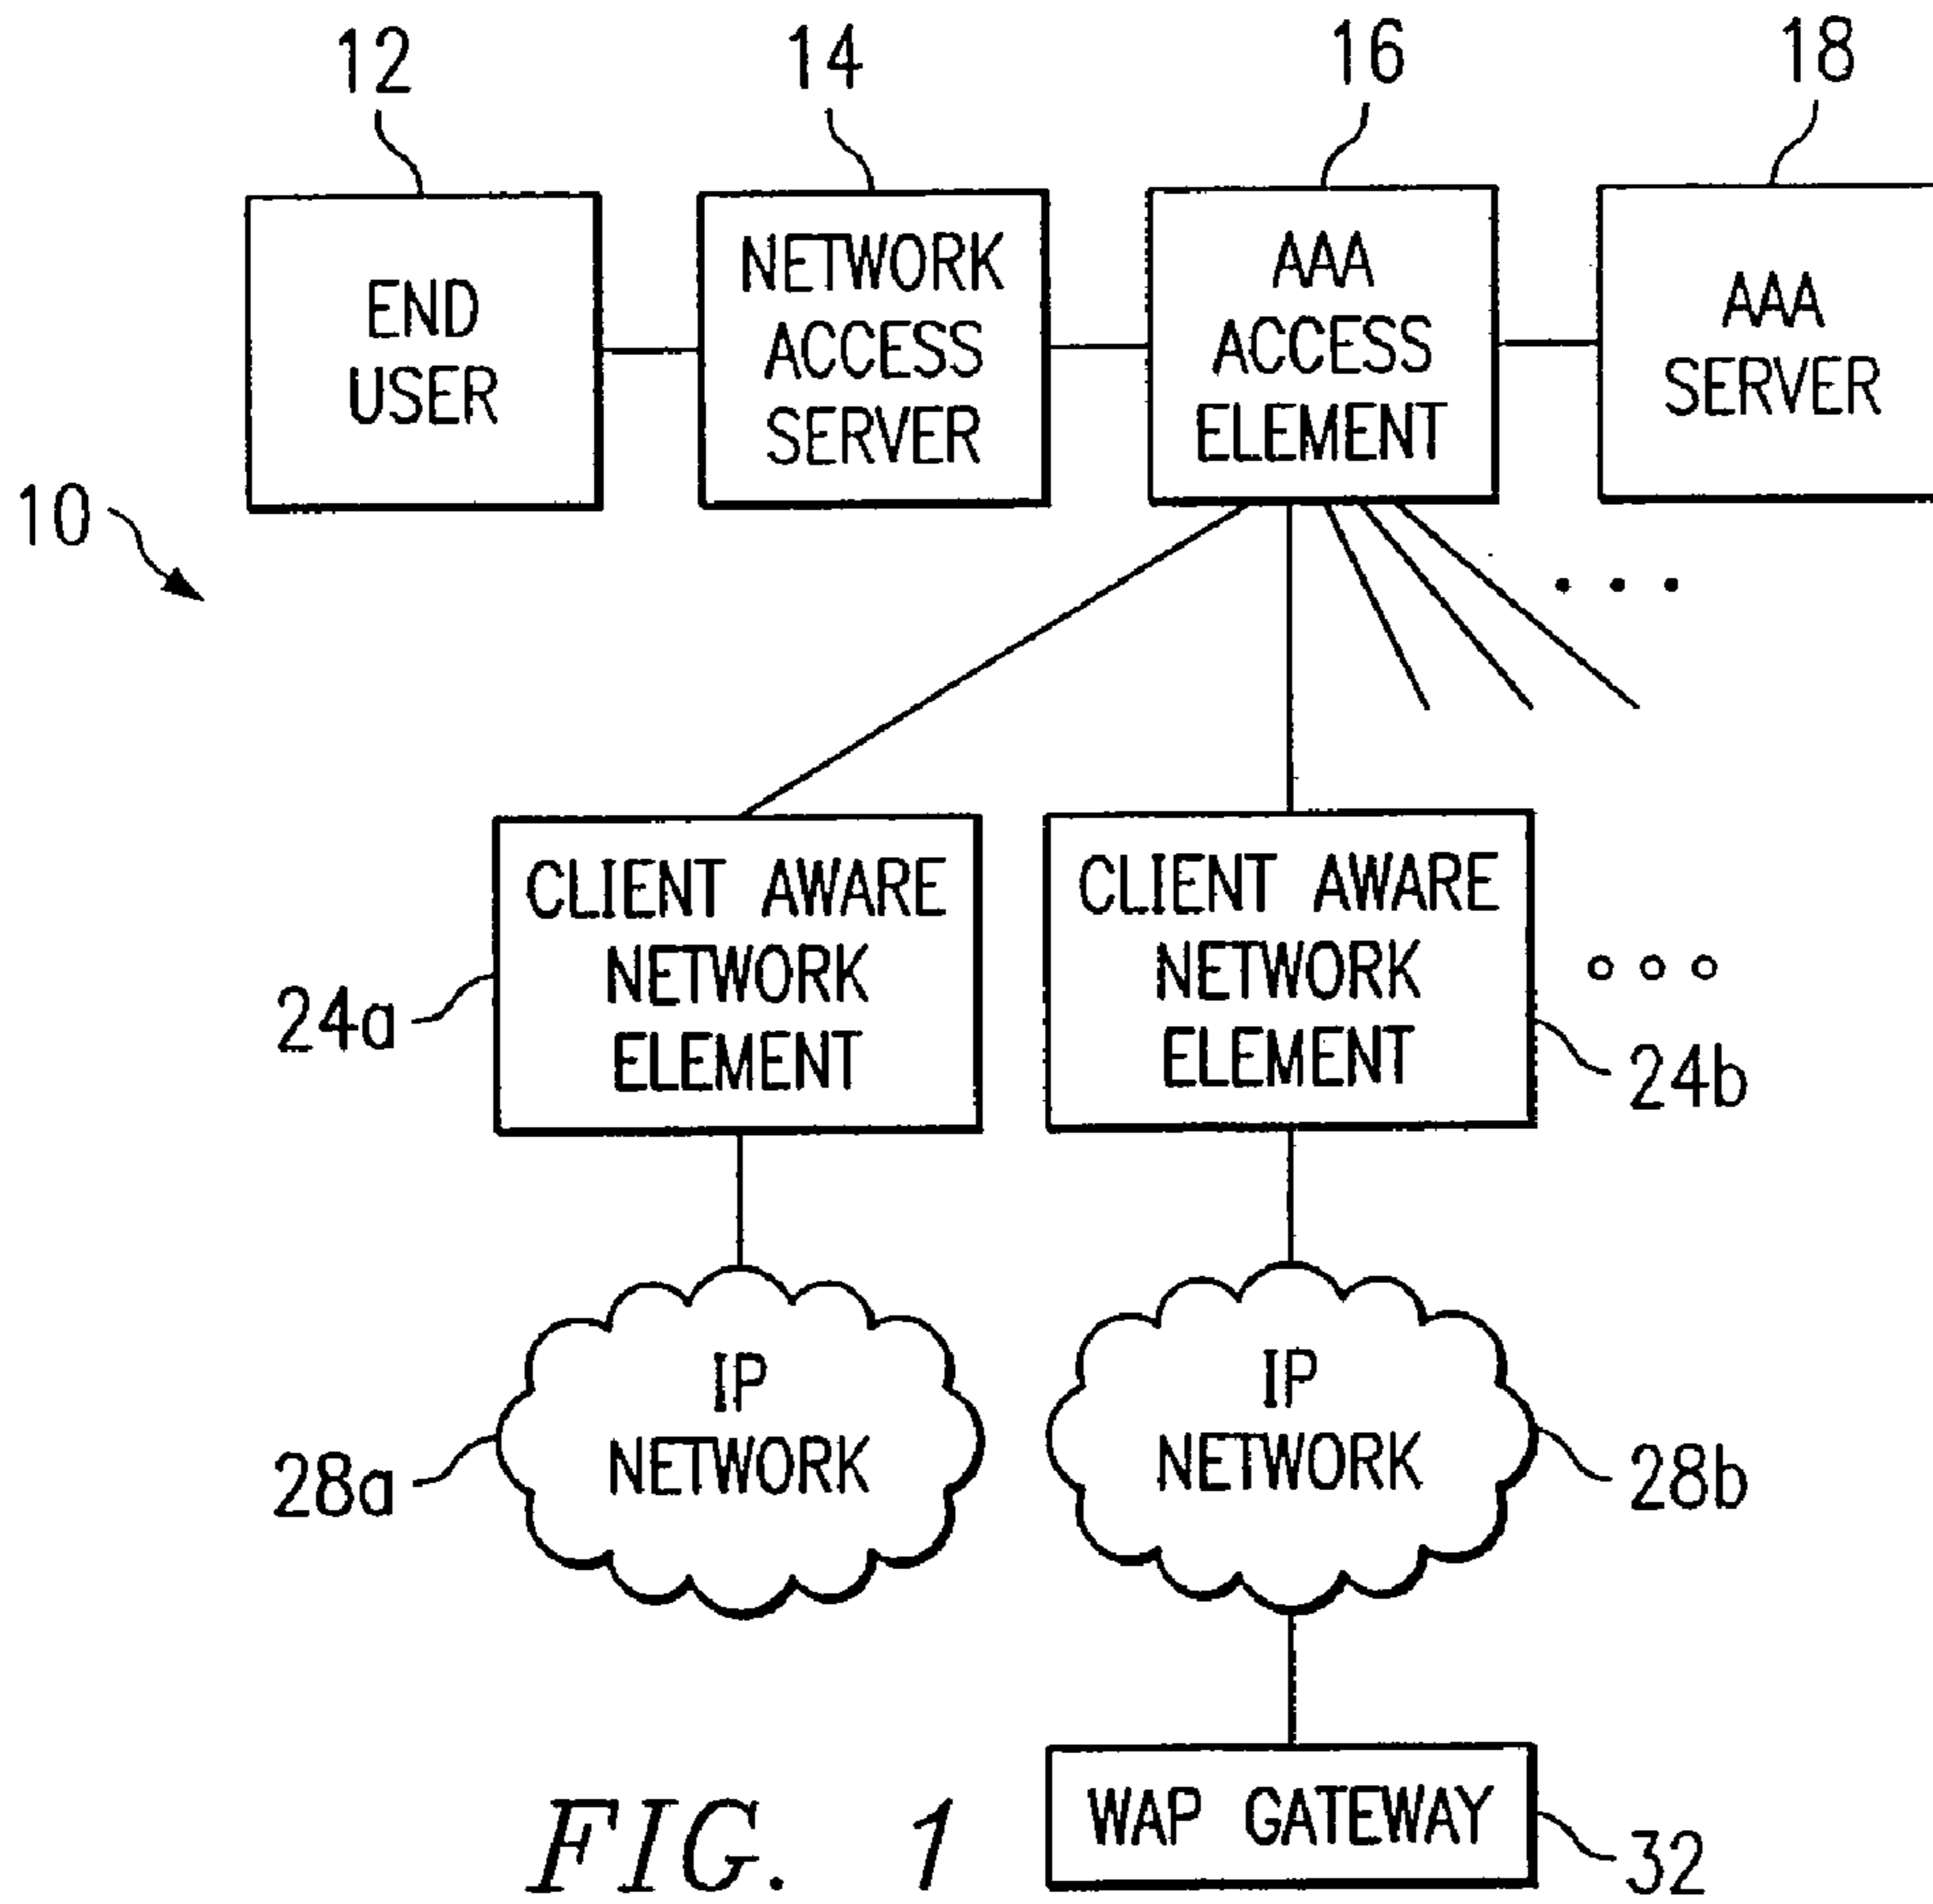 12
14
16
18
END
USER
NETWORK
ACCESS
SERVER
AAA
ACCESS
ELEMENT
AAA
SERVER
10
CLIENT AWARE
NETWORK
ELEMENT
24a
CLIENT AWARE
NETWORK
ELEMENT
24b
IP
NETWORK
28a
IP
NETWORK
28b
WAP GATEWAY
32
FIG. 1